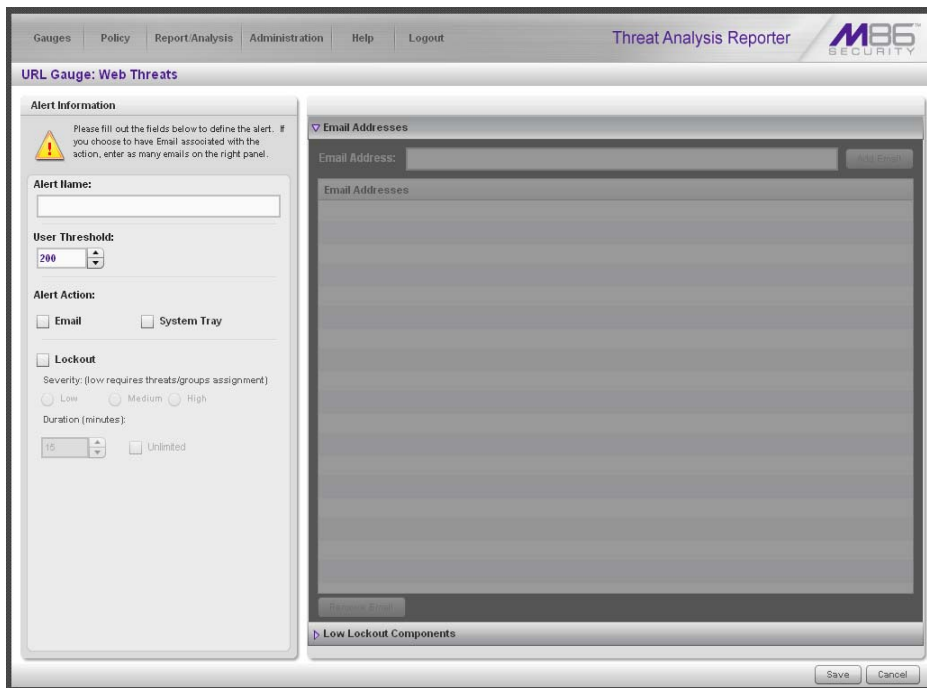 Gauges Policy Report/Analysis Administration Help Logout
Threat Analysis Reporter
M86
SECURITY
URL Gauge: Web Threats
Alert Information
Please fill out the fields below to define the alert. If
you choose to have Email associated with the
action, enter as many emails on the right panel.
Alert Name:
User Threshold:
200
Alert Action:
Email System Tray
Lockout
Severity: (low requires threats/groups assignment)
Low Medium High
Duration (minutes):
15 Unlimited
Email Addresses
Email Address: Add Email
Email Addresses
Remove Email
Low Lockout Components
Save Cancel